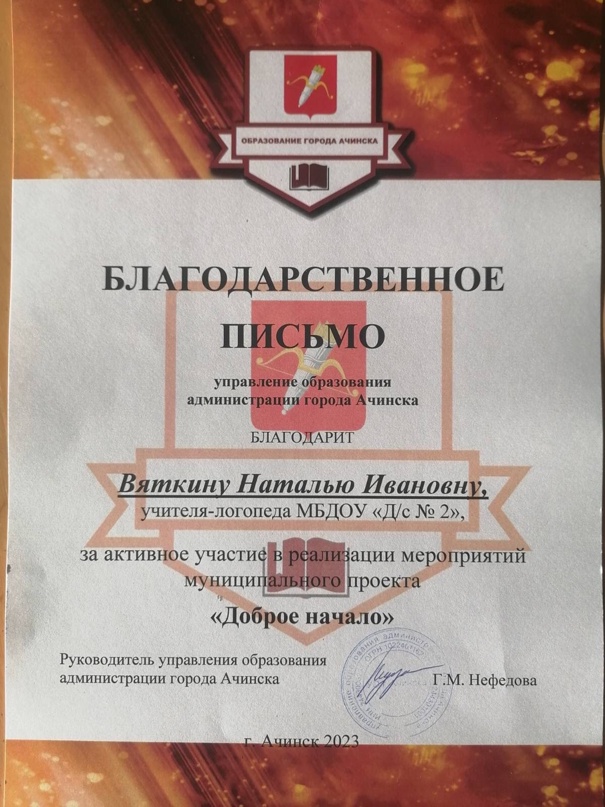 ОБРАЗОВАНИЕ ГОРОДА АЧИНСКА
БЛАГОДАРСТВЕННОЕ
ПИСЬМО
управление образования
администрации города Ачинска
БЛАГОДАРИТ
Вяткину Наталью Ивановну,
учителя-логопеда МБДОУ «Д/с № 2»,
за активное участие в реализации мероприятий
муниципального проекта
«Доброе начало»
Руководитель управления образования
администрации города Ачинска
Г.М. Нефедова
г. Ачинск 2023